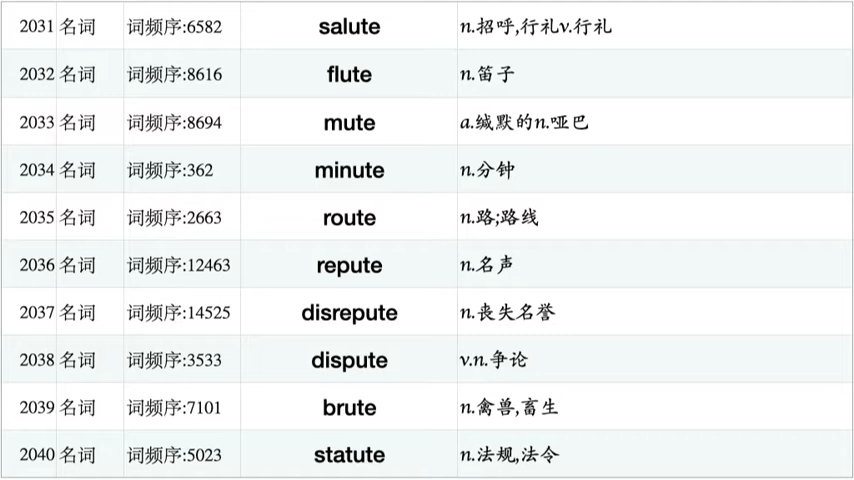 2031 名词 词频序:6582 salute n.招呼,行礼v.行礼
2032 名词 词频序:8616 flute n.笛子
2033 名词 词频序:8694 mute a.缄默的n.哑巴
2034 名词 词频序:362 minute n.分钟
2035 名词 词频序:2663 route n.路;路线
2036 名词 词频序:12463 repute n.名声
2037 名词 词频序:14525 disrepute n.丧失名誉
2038 名词 词频序:3533 dispute v.n.争论
2039 名词 词频序:7101 brute n.禽兽,畜生
2040 名词 词频序:5023 statute n.法规,法令